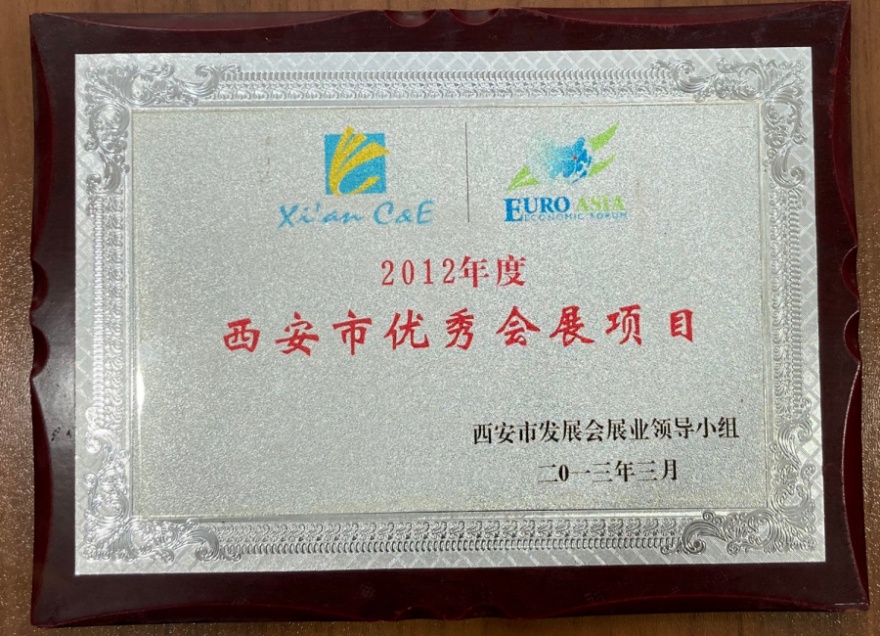 Xi'an C&E
EURO ASIA
ECONOMIC FORUM
2012年度
西安市优秀会展项目
西安市发展会展业领导小组
二0一三年三月